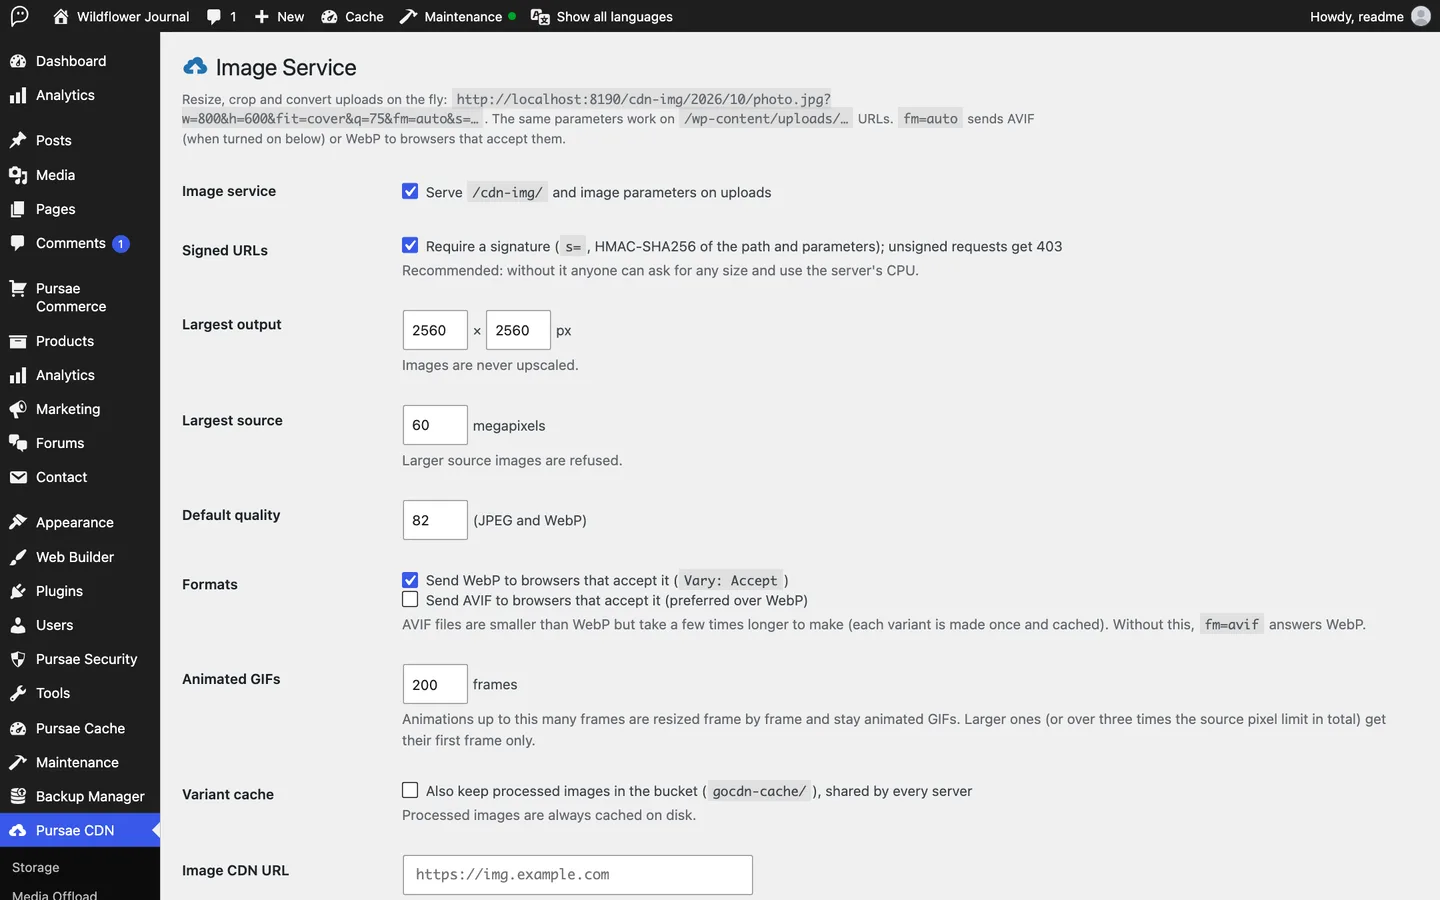 Wildflower Journal
1
New
Cache
Maintenance
Show all languages
Howdy, readme
Dashboard
Analytics
Posts
Media
Pages
Comments 1
Pursae
Commerce
Products
Analytics
Marketing
Forums
Contact
Appearance
Web Builder
Plugins
Users
Pursae Security
Tools
Pursae Cache
Maintenance
Backup Manager
Pursae CDN
Storage
Media Offload
Image Service
Resize, crop and convert uploads on the fly: http://localhost:8190/cdn-img/2026/10/photo.jpg?
w=800&h=600&fit=cover&q=75&fm=auto&s=… . The same parameters work on /wp-content/uploads/… URLs. fm=auto sends AVIF
(when turned on below) or WebP to browsers that accept them.
Image service
Serve /cdn-img/ and image parameters on uploads
Signed URLs
Require a signature ( s= , HMAC-SHA256 of the path and parameters); unsigned requests get 403
Recommended: without it anyone can ask for any size and use the server's CPU.
Largest output
2560 × 2560 px
Images are never upscaled.
Largest source
60 megapixels
Larger source images are refused.
Default quality
82 (JPEG and WebP)
Formats
Send WebP to browsers that accept it ( Vary: Accept )
Send AVIF to browsers that accept it (preferred over WebP)
AVIF files are smaller than WebP but take a few times longer to make (each variant is made once and cached). Without this, fm=avif answers WebP.
Animated GIFs
200 frames
Animations up to this many frames are resized frame by frame and stay animated GIFs. Larger ones (or over three times the source pixel limit in total) get
their first frame only.
Variant cache
Also keep processed images in the bucket ( gocdn-cache/ ), shared by every server
Processed images are always cached on disk.
Image CDN URL
https://img.example.com